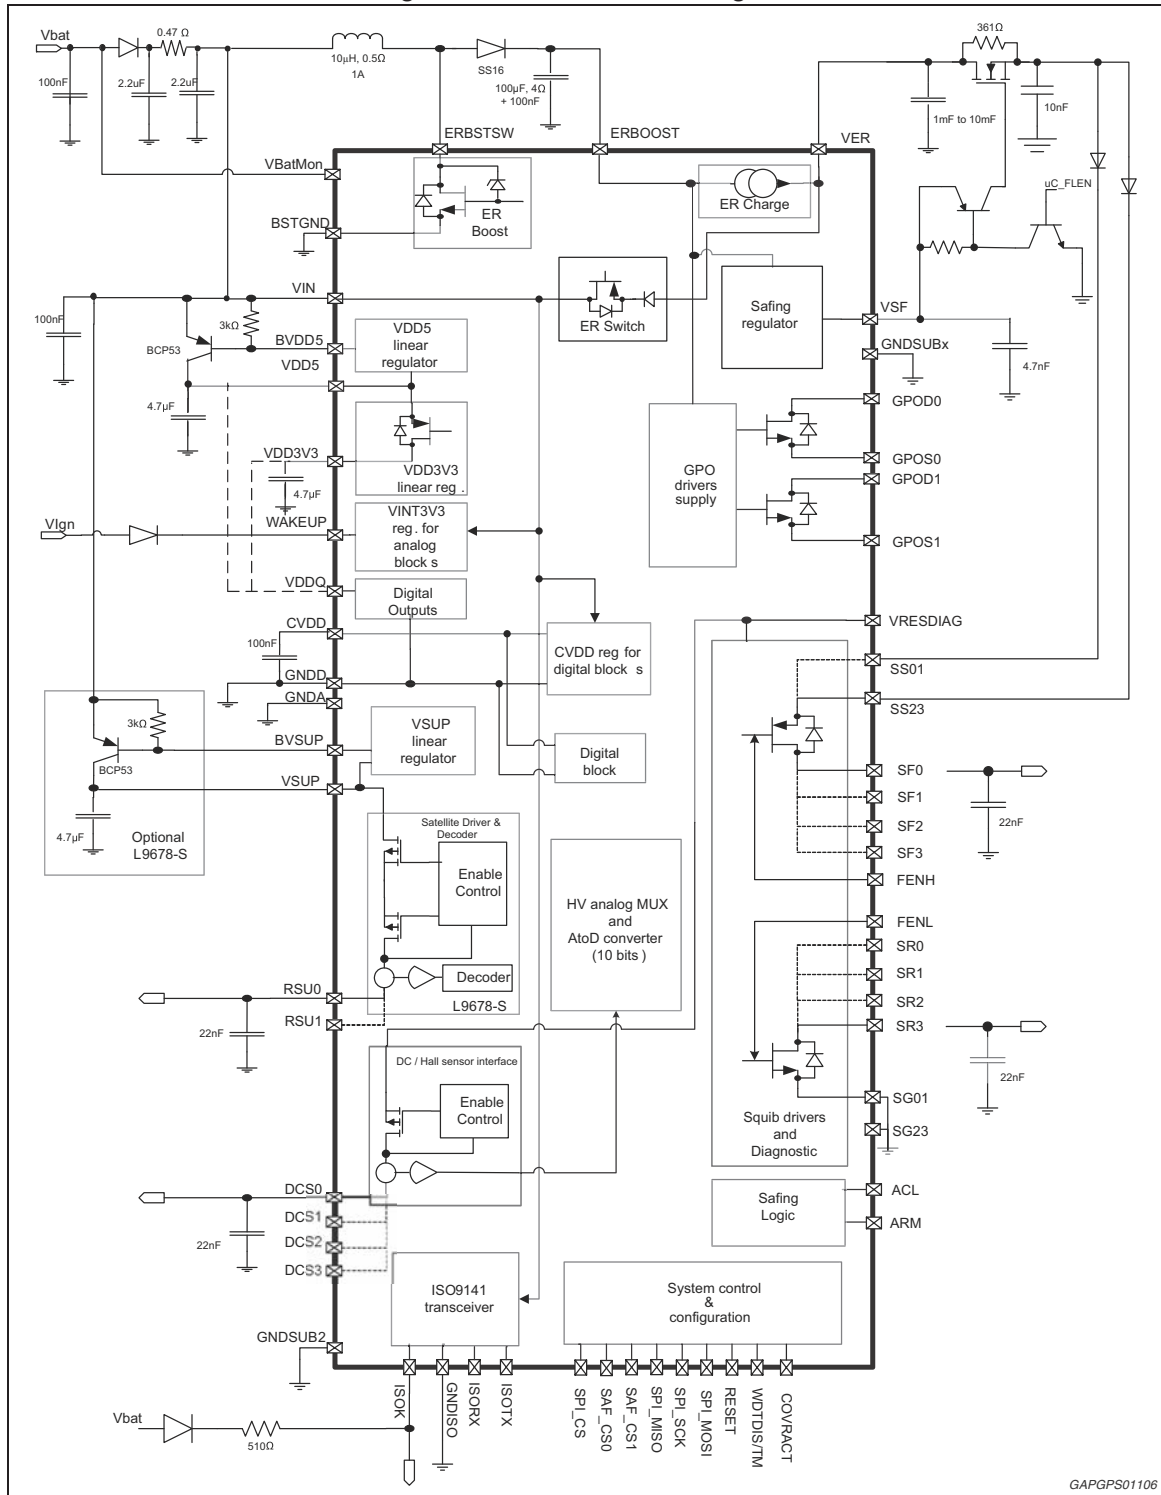 Vbat
0.47 Ω
100nF
2.2uF
2.2uF
10µH, 0.5Ω
1A
SS16
100µF, 4Ω
+ 100nF
361Ω
1mF to 10mF
10nF
ERBSTSW
ERBOOST
VER
VBatMon
ER
Boost
ER Charge
uC_FLEN
BSTGND
VIN
ER Switch
Safing
regulator
VSF
100nF
3kΩ
BCP53
BVDD5
VDD5
linear
regulator
VDD5
GNDSUBx
4.7nF
4.7µF
GPOD0
VDD3V3
VDD3V3
linear reg .
4.7µF
GPO
drivers
supply
GPOS0
GPOD1
VIgn
WAKEUP
VINT3V3
reg . for
analog
block s
GPOS1
VDDQ
Digital
Outputs
CVDD
100nF
CVDD reg for
digital block s
VRESDIAG
GNDD
GNDA
SS01
SS23
3kΩ
BCP53
BVSUP
VSUP
linear
regulator
Digital
block
VSUP
4.7µF
Optional
L9678-S
SF0
SF1
SF2
SF3
22nF
Satellite Driver &
Decoder
Enable
Control
HV analog MUX
and
AtoD converter
(10 bits )
FENH
FENL
SR0
SR1
SR2
SR3
22nF
Decoder
L9678-S
RSU0
RSU1
22nF
DC / Hall sensor interface
Enable
Control
Squib drivers
and
Diagnostic
SG01
SG23
DCS0
DCS1
DCS2
DCS3
22nF
Safing
Logic
ACL
ARM
ISO9141
transceiver
System control
&
configuration
GNDSUB2
ISOK
GNDISO
ISORX
ISOTX
SPI_CS
SAF_CS0
SAF_CS1
SPI_MISO
SPI_SCK
SPI_MOSI
RESET
WDTDIS/TM
COVRACT
Vbat
510Ω
GAPGPS01106